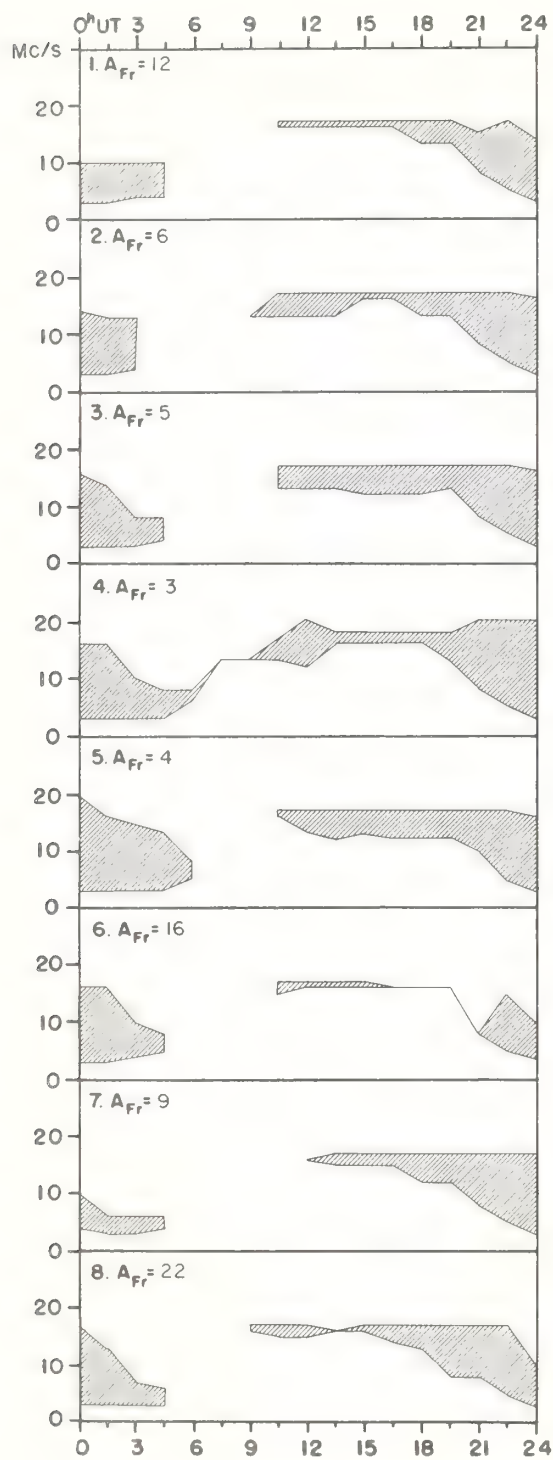 0ʰUT 3 6 9 12 15 18 21 24
MC/S
1. A_Fr = 12
20
10
0
2. A_Fr = 6
20
10
0
3. A_Fr = 5
20
10
0
4. A_Fr = 3
20
10
0
5. A_Fr = 4
20
10
0
6. A_Fr = 16
20
10
0
7. A_Fr = 9
20
10
0
8. A_Fr = 22
20
10
0
0 3 6 9 12 15 18 21 24